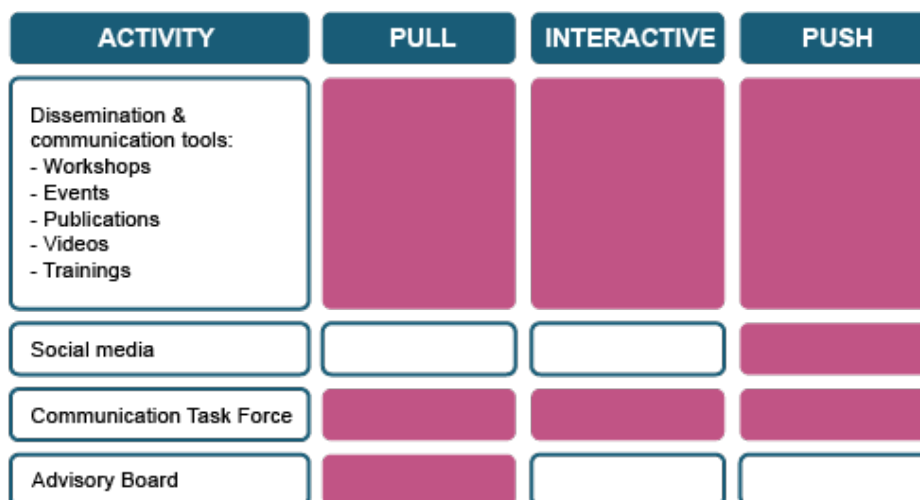 ACTIVITY PULL INTERACTIVE PUSH
Dissemination &
communication tools:
- Workshops
- Events
- Publications
- Videos
- Trainings
Social media
Communication Task Force
Advisory Board